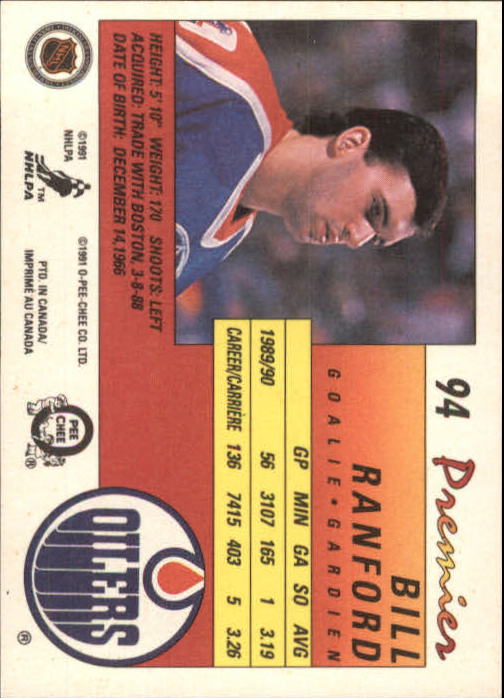 94 Premier
BILL
RANFORD
GOALIE • GARDIEN
GP MIN GA SO AVG
1989/90 56 3107 165 1 3.19
CAREER/CARRIÈRE 136 7415 403 5 3.26
HEIGHT: 5' 10" WEIGHT: 170 SHOOTS: LEFT
ACQUIRED: TRADE WITH BOSTON, 3-8-88
DATE OF BIRTH: DECEMBER 14, 1966
NHL
©1991
NHLPA
NHLPA™
©1991 O-PEE-CHEE CO. LTD.
PTD. IN CANADA/
IMPRIMÉ AU CANADA
O PEE CHEE ®
OILERS ®